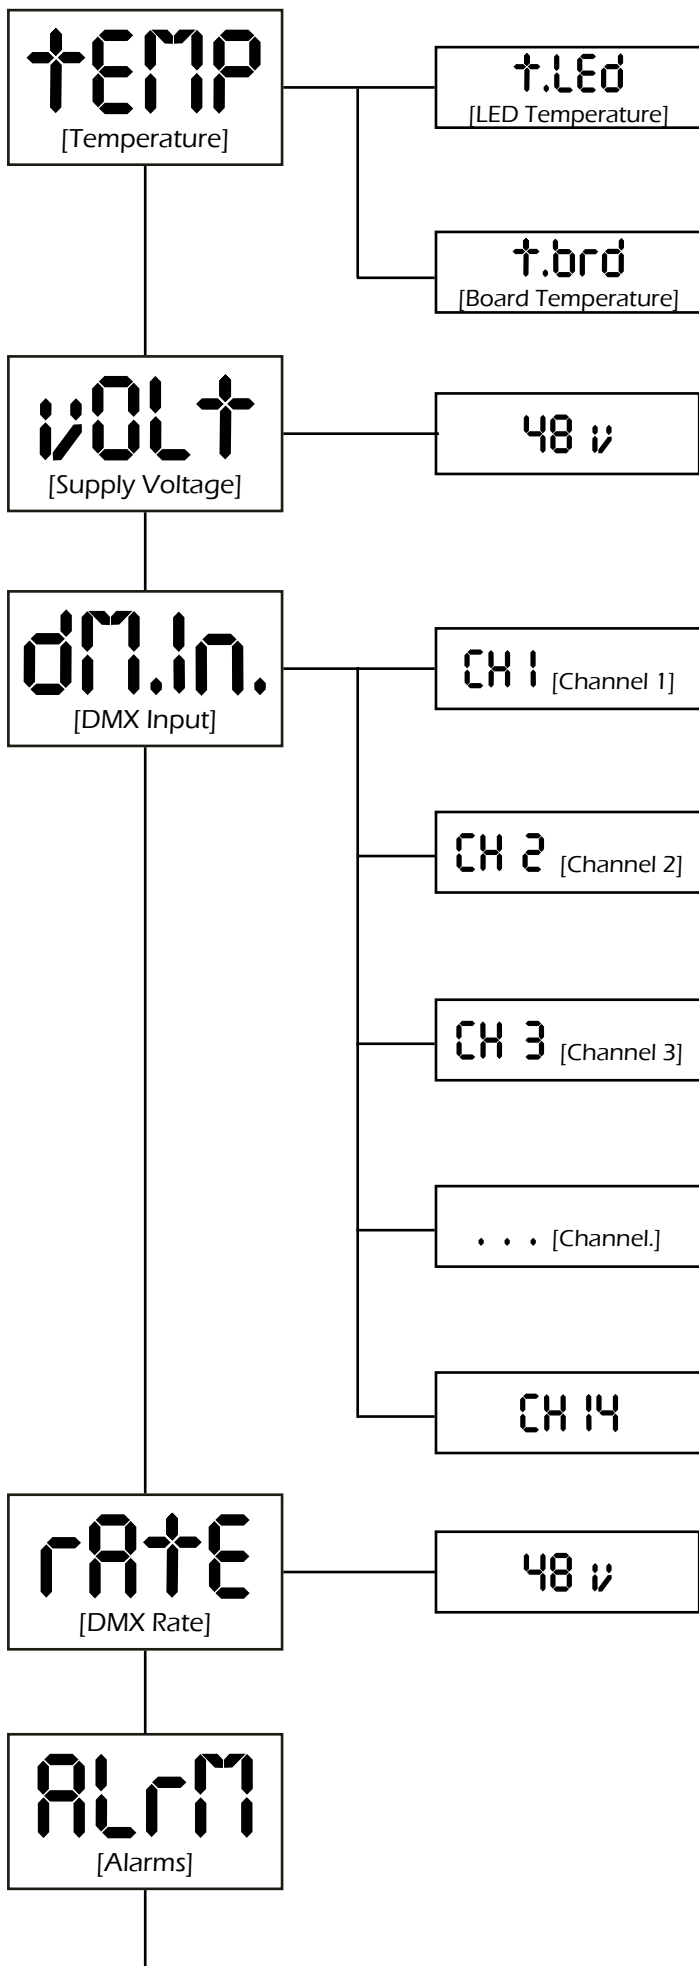 tEMP
[Temperature]
t.LEd
[LED Temperature]
t.brd
[Board Temperature]
vOLt
[Supply Voltage]
48 v
dM.In.
[DMX Input]
CH 1 [Channel 1]
CH 2 [Channel 2]
CH 3 [Channel 3]
... [Channel.]
CH 14
rAtE
[DMX Rate]
48 v
ALrM
[Alarms]